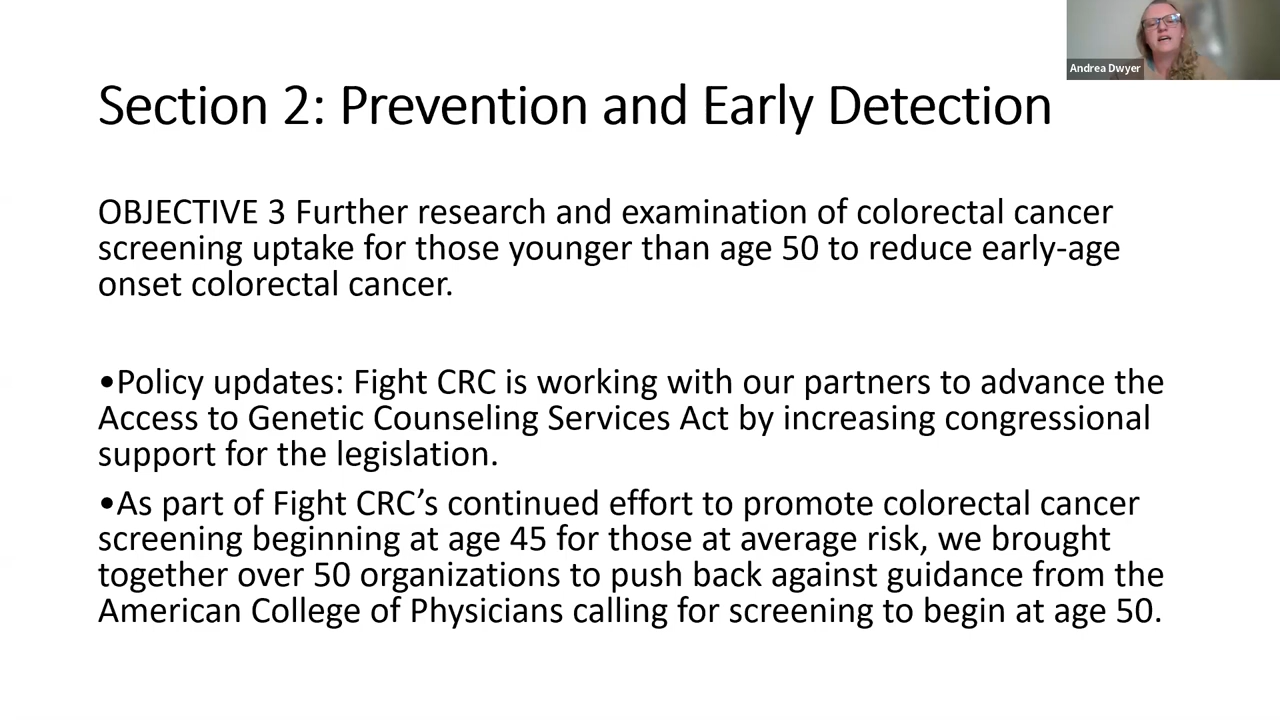 Andrea Dwyer
Section 2: Prevention and Early Detection
OBJECTIVE 3 Further research and examination of colorectal cancer
screening uptake for those younger than age 50 to reduce early-age
onset colorectal cancer.
•Policy updates: Fight CRC is working with our partners to advance the
Access to Genetic Counseling Services Act by increasing congressional
support for the legislation.
•As part of Fight CRC’s continued effort to promote colorectal cancer
screening beginning at age 45 for those at average risk, we brought
together over 50 organizations to push back against guidance from the
American College of Physicians calling for screening to begin at age 50.